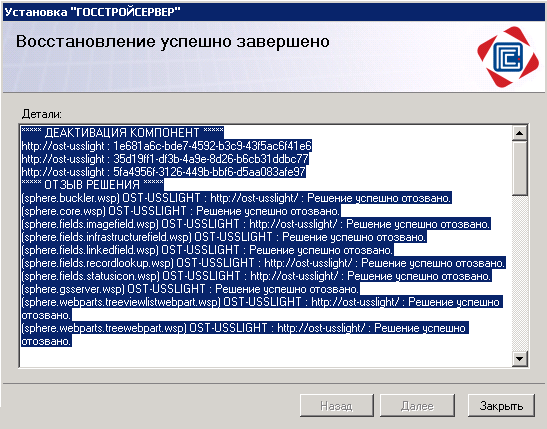 Установка "ГОССТРОЙСЕРВЕР"
Восстановление успешно завершено
Детали:
***** ДЕАКТИВАЦИЯ КОМПОНЕНТ *****
http://ost-usslight : 1e681a6c-bde7-4592-b3c9-43f5ac6f41e6
http://ost-usslight : 35d19ff1-df3b-4a9e-8d26-b6cb31ddbc77
http://ost-usslight : 5fa4956f-3126-449b-bbf6-d5aa083afe97
***** ОТЗЫВ РЕШЕНИЯ *****
(sphere.buckler.wsp) OST-USSLIGHT : http://ost-usslight/ : Решение успешно отозвано.
(sphere.core.wsp) OST-USSLIGHT : Решение успешно отозвано.
(sphere.fields.imagefield.wsp) OST-USSLIGHT : Решение успешно отозвано.
(sphere.fields.infrastructurefield.wsp) OST-USSLIGHT : Решение успешно отозвано.
(sphere.fields.linkedfield.wsp) OST-USSLIGHT : Решение успешно отозвано.
(sphere.fields.recordlookup.wsp) OST-USSLIGHT : Решение успешно отозвано.
(sphere.fields.statusicon.wsp) OST-USSLIGHT : Решение успешно отозвано.
(sphere.gsserver.wsp) OST-USSLIGHT : Решение успешно отозвано.
(sphere.webparts.treeviewlistwebpart.wsp) OST-USSLIGHT : http://ost-usslight/ : Решение успешно
отозвано.
(sphere.webparts.treewebpart.wsp) OST-USSLIGHT : http://ost-usslight/ : Решение успешно
отозвано.
Назад
Далее
Закрыть